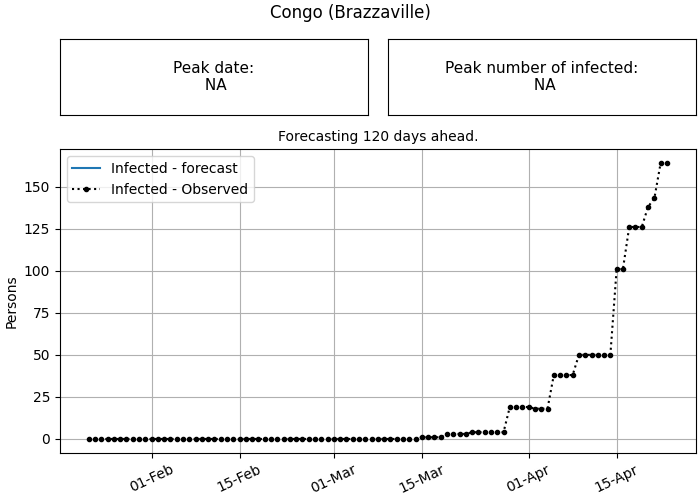 Congo (Brazzaville)
Peak date:
NA
Peak number of infected:
NA
Forecasting 120 days ahead.
Infected - forecast
Infected - Observed
Persons
150
125
100
75
50
25
0
01-Feb
15-Feb
01-Mar
15-Mar
01-Apr
15-Apr